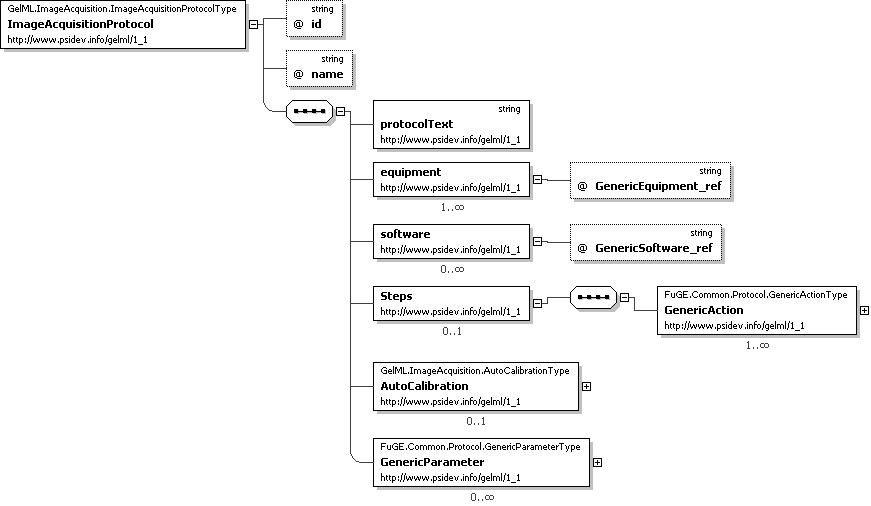 GelML.ImageAcquisition.ImageAcquisitionProtocolType
ImageAcquisitionProtocol
http://www.psidev.info/gelml/1_1
string
@ id
string
@ name
string
protocolText
http://www.psidev.info/gelml/1_1
equipment
http://www.psidev.info/gelml/1_1
1..∞
string
@ GenericEquipment_ref
software
http://www.psidev.info/gelml/1_1
0..∞
string
@ GenericSoftware_ref
Steps
http://www.psidev.info/gelml/1_1
0..1
FuGE.Common.Protocol.GenericActionType
GenericAction
http://www.psidev.info/gelml/1_1
1..∞
GelML.ImageAcquisition.AutoCalibrationType
AutoCalibration
http://www.psidev.info/gelml/1_1
0..1
FuGE.Common.Protocol.GenericParameterType
GenericParameter
http://www.psidev.info/gelml/1_1
0..∞